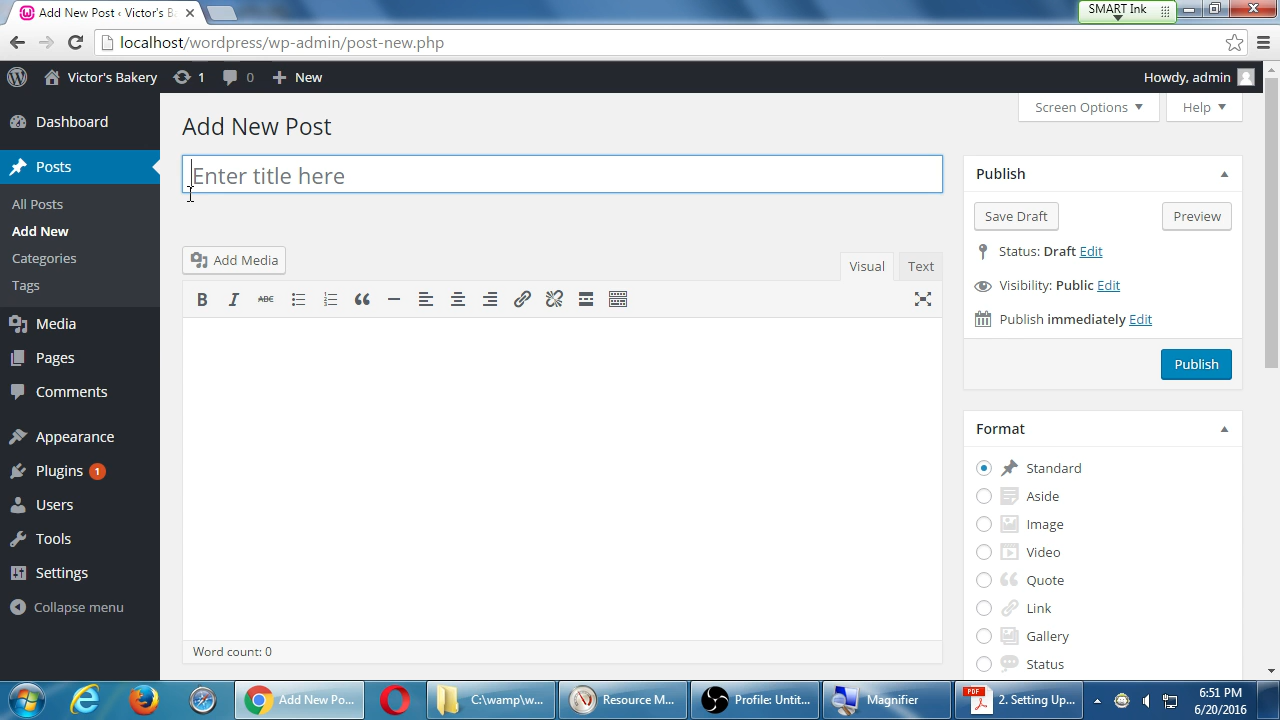 Add New Post ‹ Victor's B
SMART Ink
localhost/wordpress/wp-admin/post-new.php
Victor's Bakery 1 0 New Howdy, admin
Screen Options Help
Dashboard
Posts
All Posts
Add New
Categories
Tags
Media
Pages
Comments
Appearance
Plugins 1
Users
Tools
Settings
Collapse menu
Add New Post
Enter title here
Add Media
Visual Text
B I ABC
Word count: 0
Publish
Save Draft Preview
Status: Draft Edit
Visibility: Public Edit
Publish immediately Edit
Publish
Format
Standard
Aside
Image
Video
Quote
Link
Gallery
Status
Add New Po... C:\wamp\w... Resource M... Profile: Untit... Magnifier PDF 2. Setting Up... 6:51 PM
6/20/2016